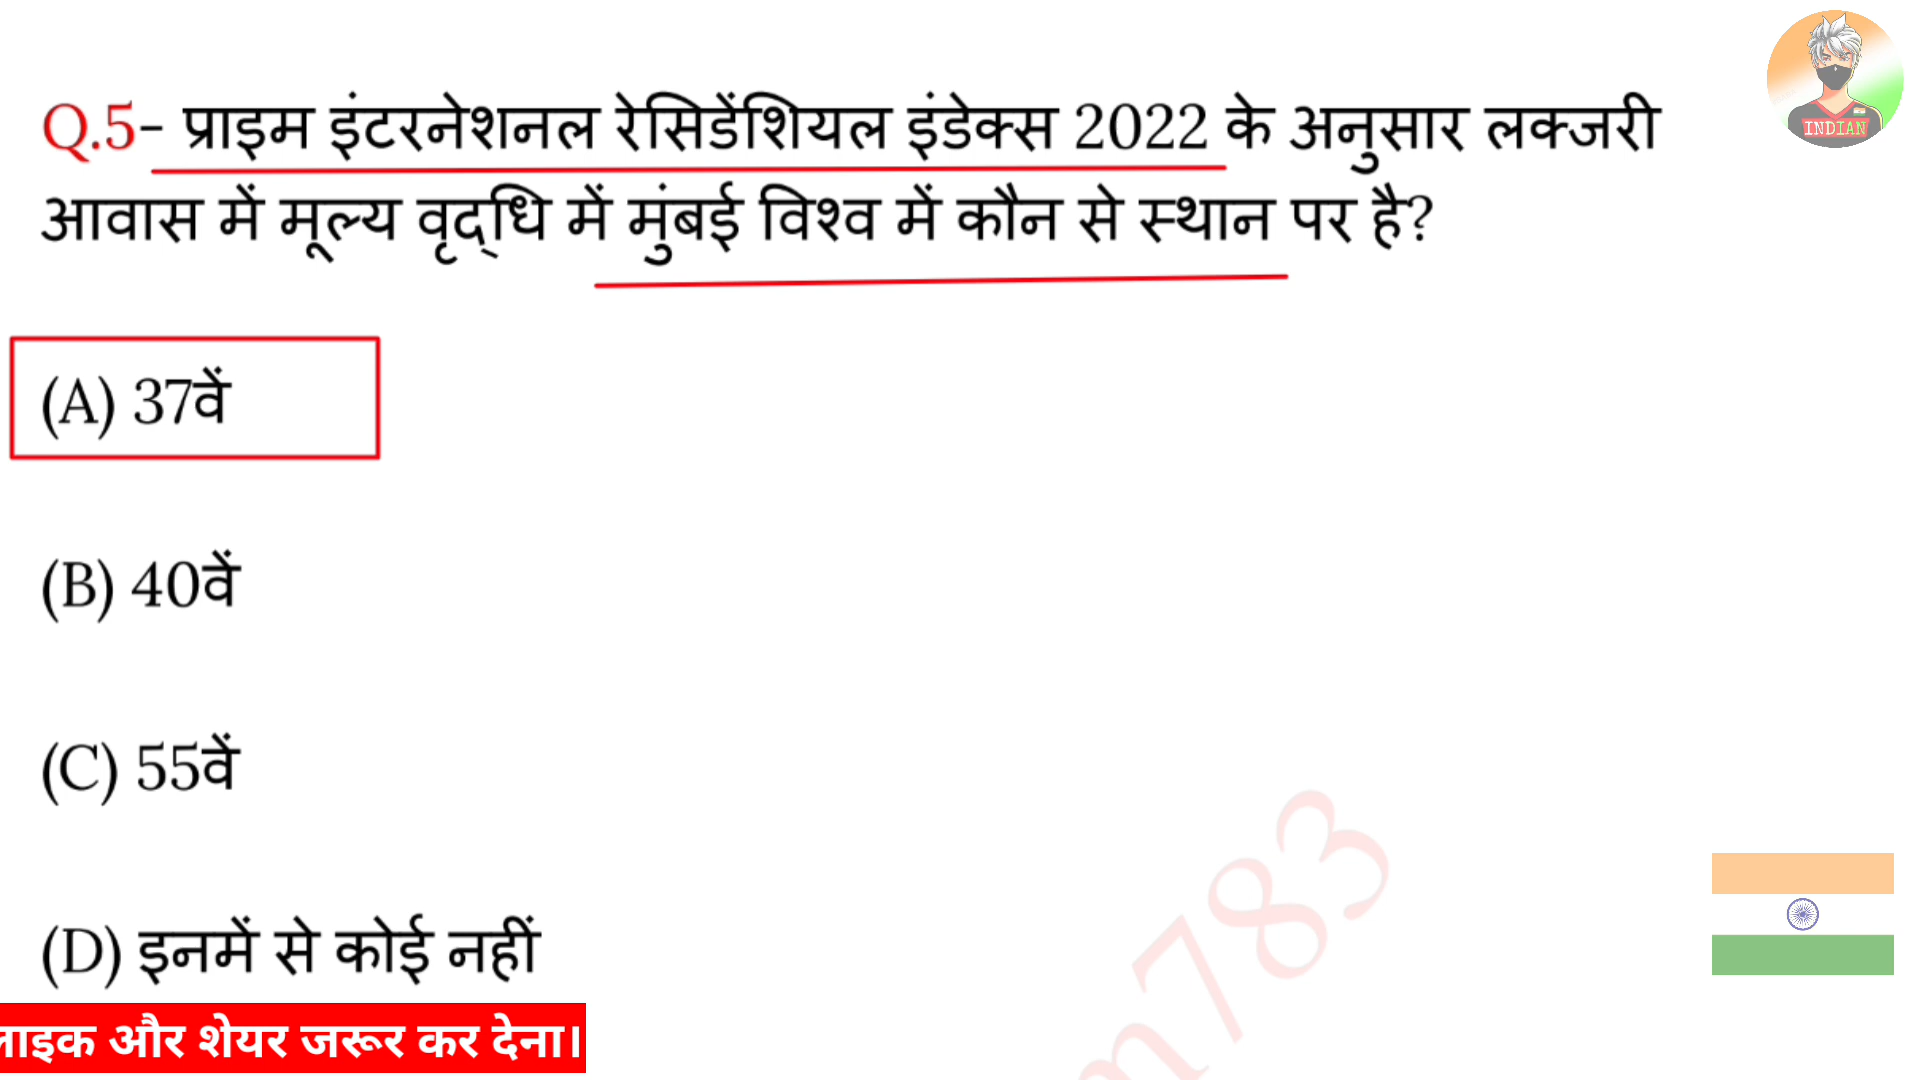 Q.5- प्राइम इंटरनेशनल रेसिडेंशियल इंडेक्स 2022 के अनुसार लक्जरी
आवास में मूल्य वृद्धि में मुंबई विश्व में कौन से स्थान पर है?
(A) 37वें
(B) 40वें
(C) 55वें
(D) इनमें से कोई नहीं
और शेयर जरूर कर देना।
INDIAN
m783